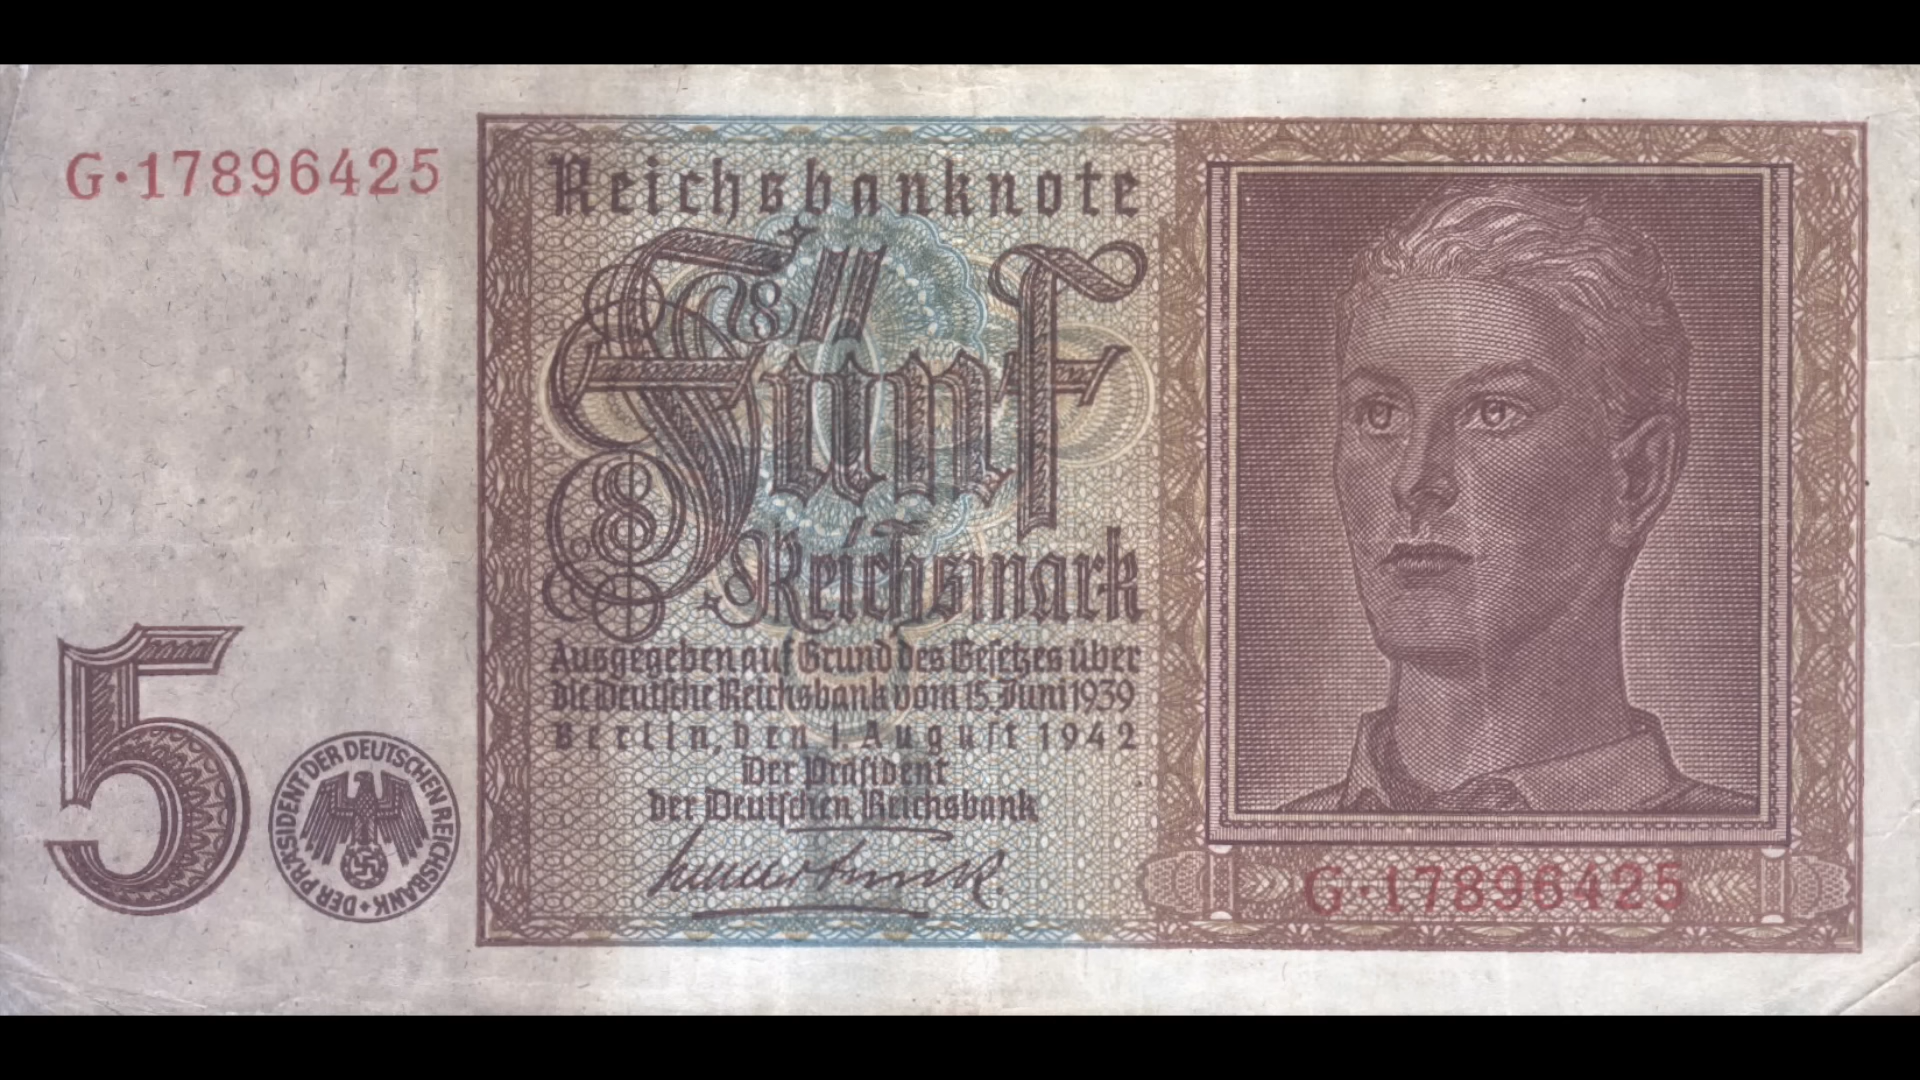 G·17896425
Reichsbanknote
Fünf
Reichsmark
Ausgegeben auf Grund des Gesetzes über
die Deutsche Reichsbank vom 15. Juni 1939
Berlin, den 1. August 1942
Der Präsident
der Deutschen Reichsbank
5
DER PRÄSIDENT DER DEUTSCHEN REICHSBANK
G·17896425